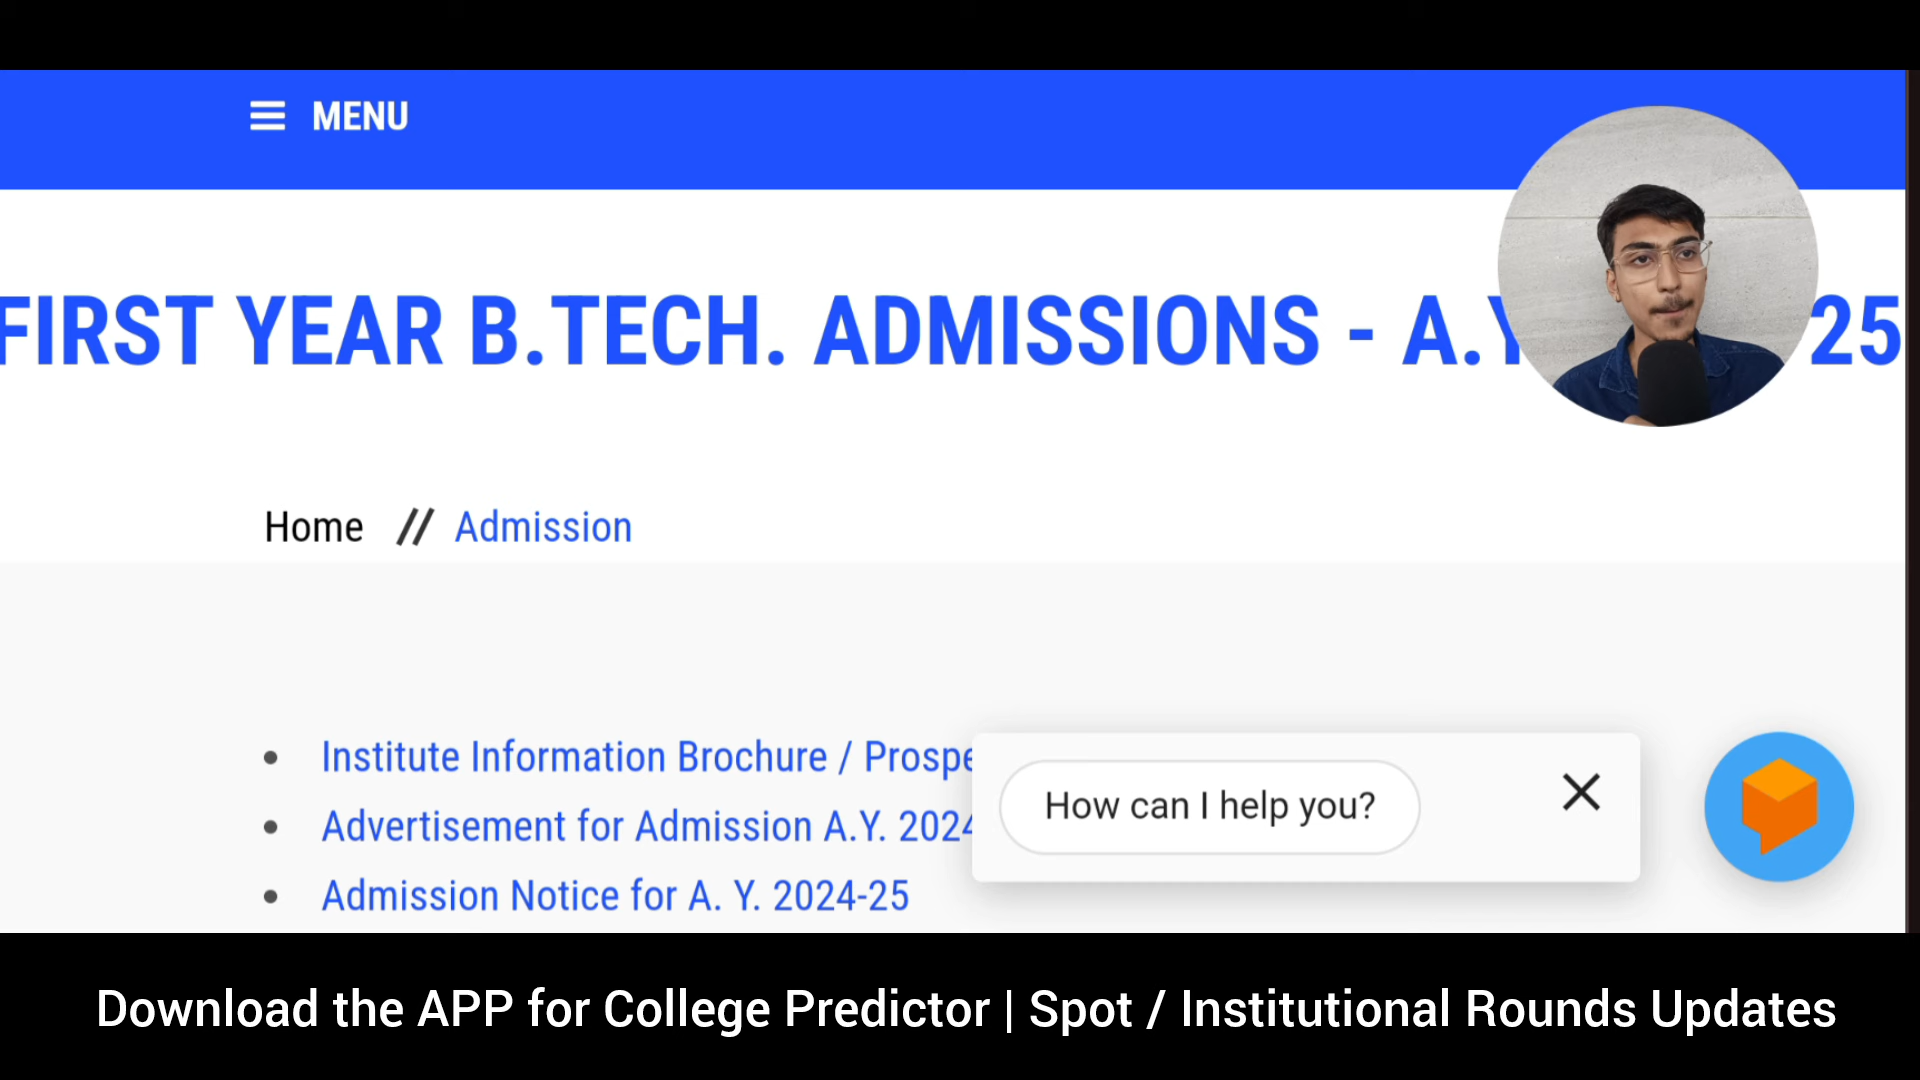 MENU
FIRST YEAR B.TECH. ADMISSIONS - A.Y 25
Home // Admission
Institute Information Brochure /
Advertisement for Admission A.Y. 2024
Admission Notice for A. Y. 2024-25
How can I help you?
Download the APP for College Predictor | Spot / Institutional Rounds Updates